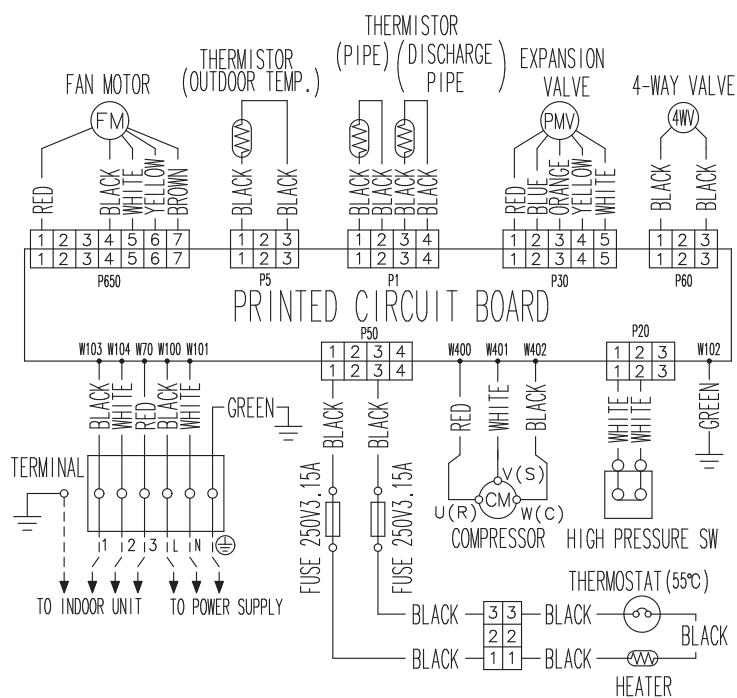 THERMISTOR
THERMISTOR (PIPE) (DISCHARGE EXPANSION
FAN MOTOR (OUTDOOR TEMP.) PIPE) VALVE 4-WAY VALVE
FM PMV 4WV
RED BLACK WHITE YELLOW BROWN BLACK BLACK BLACK BLACK BLACK BLACK RED BLUE ORANGE YELLOW WHITE BLACK BLACK
1 2 3 4 5 6 7 1 2 3 1 2 3 4 1 2 3 4 5 1 2 3
1 2 3 4 5 6 7 1 2 3 1 2 3 4 1 2 3 4 5 1 2 3
P650 P5 P1 P30 P60
PRINTED CIRCUIT BOARD
P50 P20
W103 W104 W70 W100 W101 1 2 3 4 W400 W401 W402 1 2 3 W102
1 2 3 4 1 2 3
BLACK WHITE RED BLACK WHITE GREEN BLACK BLACK RED WHITE BLACK WHITE WHITE GREEN
TERMINAL FUSE 250V3.15A FUSE 250V3.15A V(S)
CM
U(R) W(C)
1 2 3 L N COMPRESSOR HIGH PRESSURE SW
TO INDOOR UNIT TO POWER SUPPLY THERMOSTAT (55℃)
BLACK 3 3 BLACK
2 2 BLACK
BLACK 1 1 BLACK
HEATER